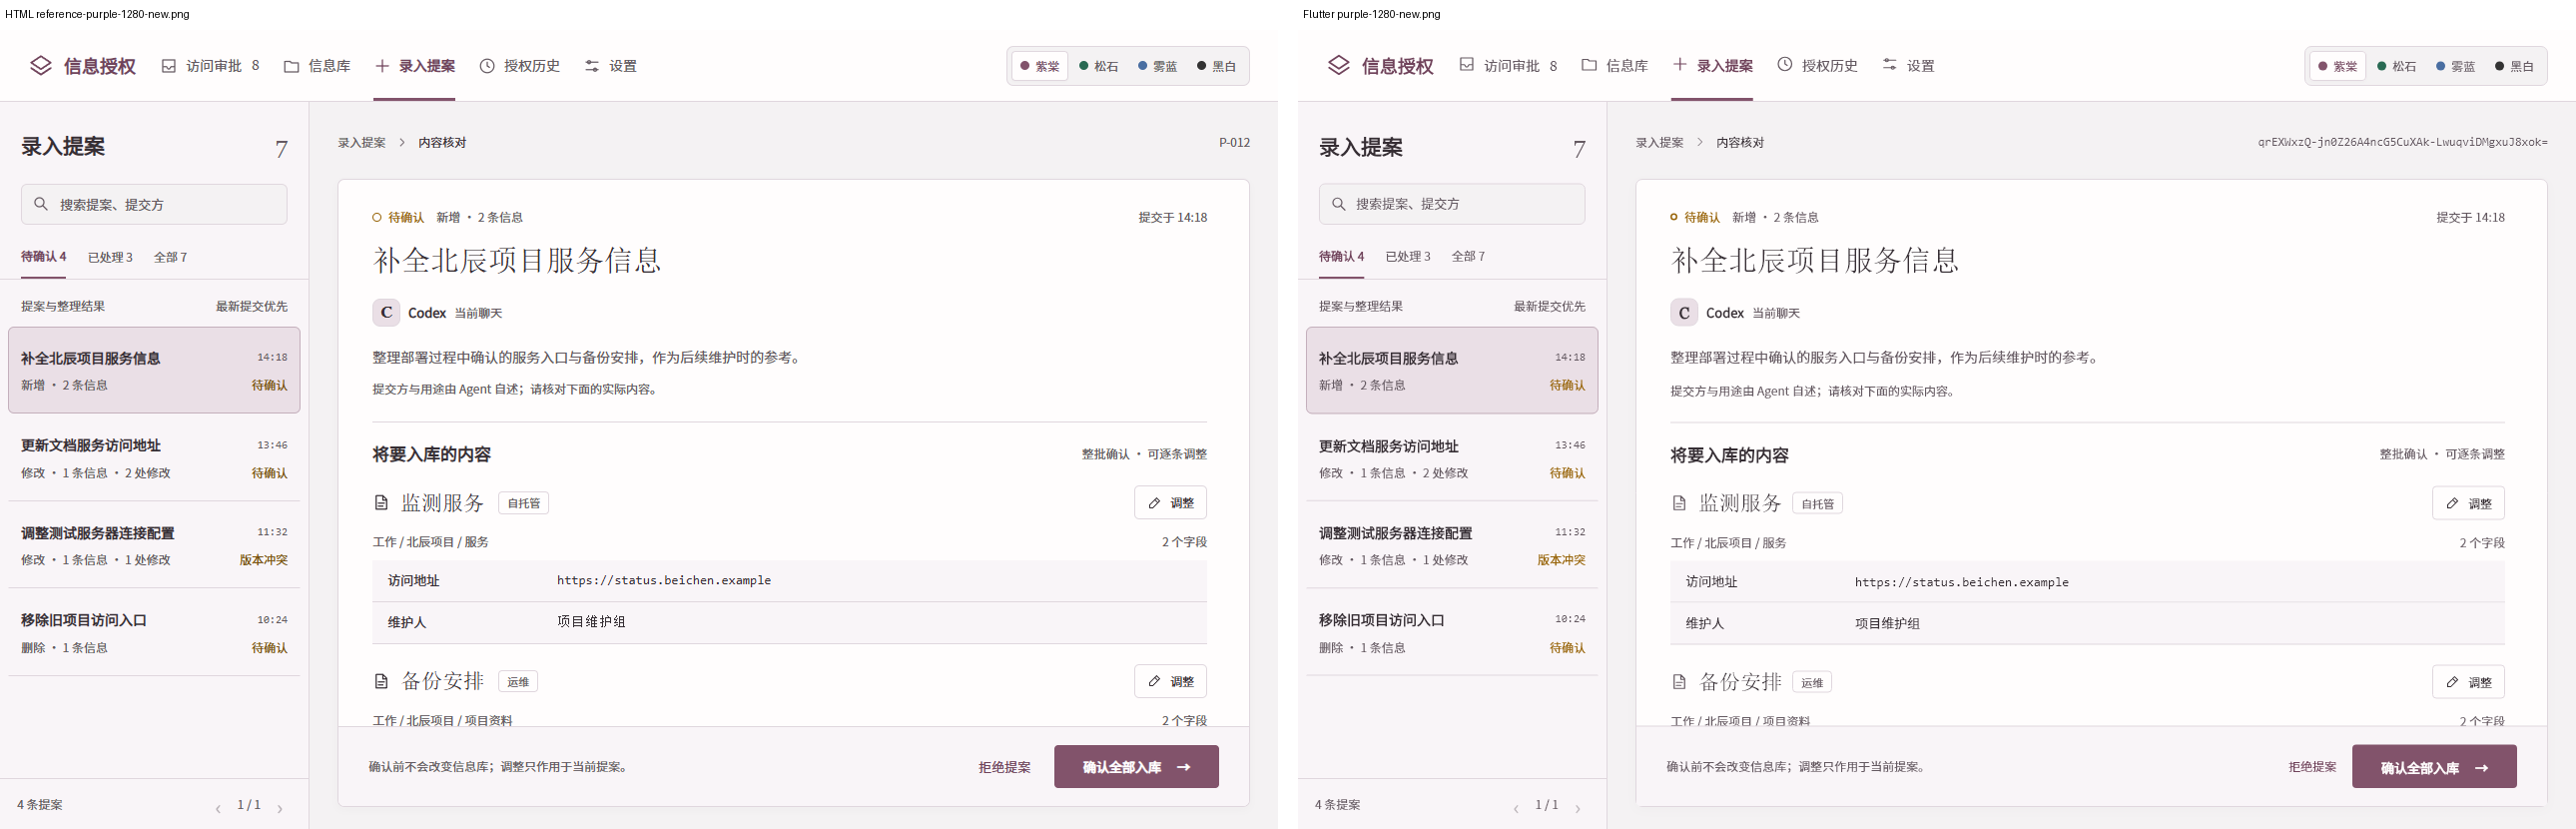 HTML reference-purple-1280-new.png
信息授权
访问审批 8
信息库
录入提案
授权历史
设置
紫棠
松石
雾蓝
黑白
录入提案
7
搜索提案、提交方
待确认 4
已处理 3
全部 7
提案与整理结果
最新提交优先
补全北辰项目服务信息
14:18
新增 · 2 条信息
待确认
更新文档服务访问地址
13:46
修改 · 1 条信息 · 2 处修改
待确认
调整测试服务器连接配置
11:32
修改 · 1 条信息 · 1 处修改
版本冲突
移除旧项目访问入口
10:24
删除 · 1 条信息
待确认
4 条提案
‹ 1 / 1 ›
录入提案 > 内容核对
P-012
待确认 新增 · 2 条信息
提交于 14:18
补全北辰项目服务信息
C Codex 当前聊天
整理部署过程中确认的服务入口与备份安排，作为后续维护时的参考。
提交方与用途由 Agent 自述；请核对下面的实际内容。
将要入库的内容
整批确认 · 可逐条调整
监测服务 自托管
调整
工作 / 北辰项目 / 服务
2 个字段
访问地址 https://status.beichen.example
维护人 项目维护组
备份安排 运维
调整
工作 / 北辰项目 / 项目资料
2 个字段
确认前不会改变信息库；调整只作用于当前提案。
拒绝提案
确认全部入库 →
Flutter purple-1280-new.png
信息授权
访问审批 8
信息库
录入提案
授权历史
设置
紫棠
松石
雾蓝
黑白
录入提案
7
搜索提案、提交方
待确认 4
已处理 3
全部 7
提案与整理结果
最新提交优先
补全北辰项目服务信息
14:18
新增 · 2 条信息
待确认
更新文档服务访问地址
13:46
修改 · 1 条信息 · 2 处修改
待确认
调整测试服务器连接配置
11:32
修改 · 1 条信息 · 1 处修改
版本冲突
移除旧项目访问入口
10:24
删除 · 1 条信息
待确认
4 条提案
‹ 1 / 1 ›
录入提案 > 内容核对
qrEXWxzQ-jn0Z26A4ncG5CuXAk-LwuqviDMgxuJ8xok=
待确认 新增 · 2 条信息
提交于 14:18
补全北辰项目服务信息
C Codex 当前聊天
整理部署过程中确认的服务入口与备份安排，作为后续维护时的参考。
提交方与用途由 Agent 自述；请核对下面的实际内容。
将要入库的内容
整批确认 · 可逐条调整
监测服务 自托管
调整
工作 / 北辰项目 / 服务
2 个字段
访问地址 https://status.beichen.example
维护人 项目维护组
备份安排 运维
调整
工作 / 北辰项目 / 项目资料
2 个字段
确认前不会改变信息库；调整只作用于当前提案。
拒绝提案
确认全部入库 →